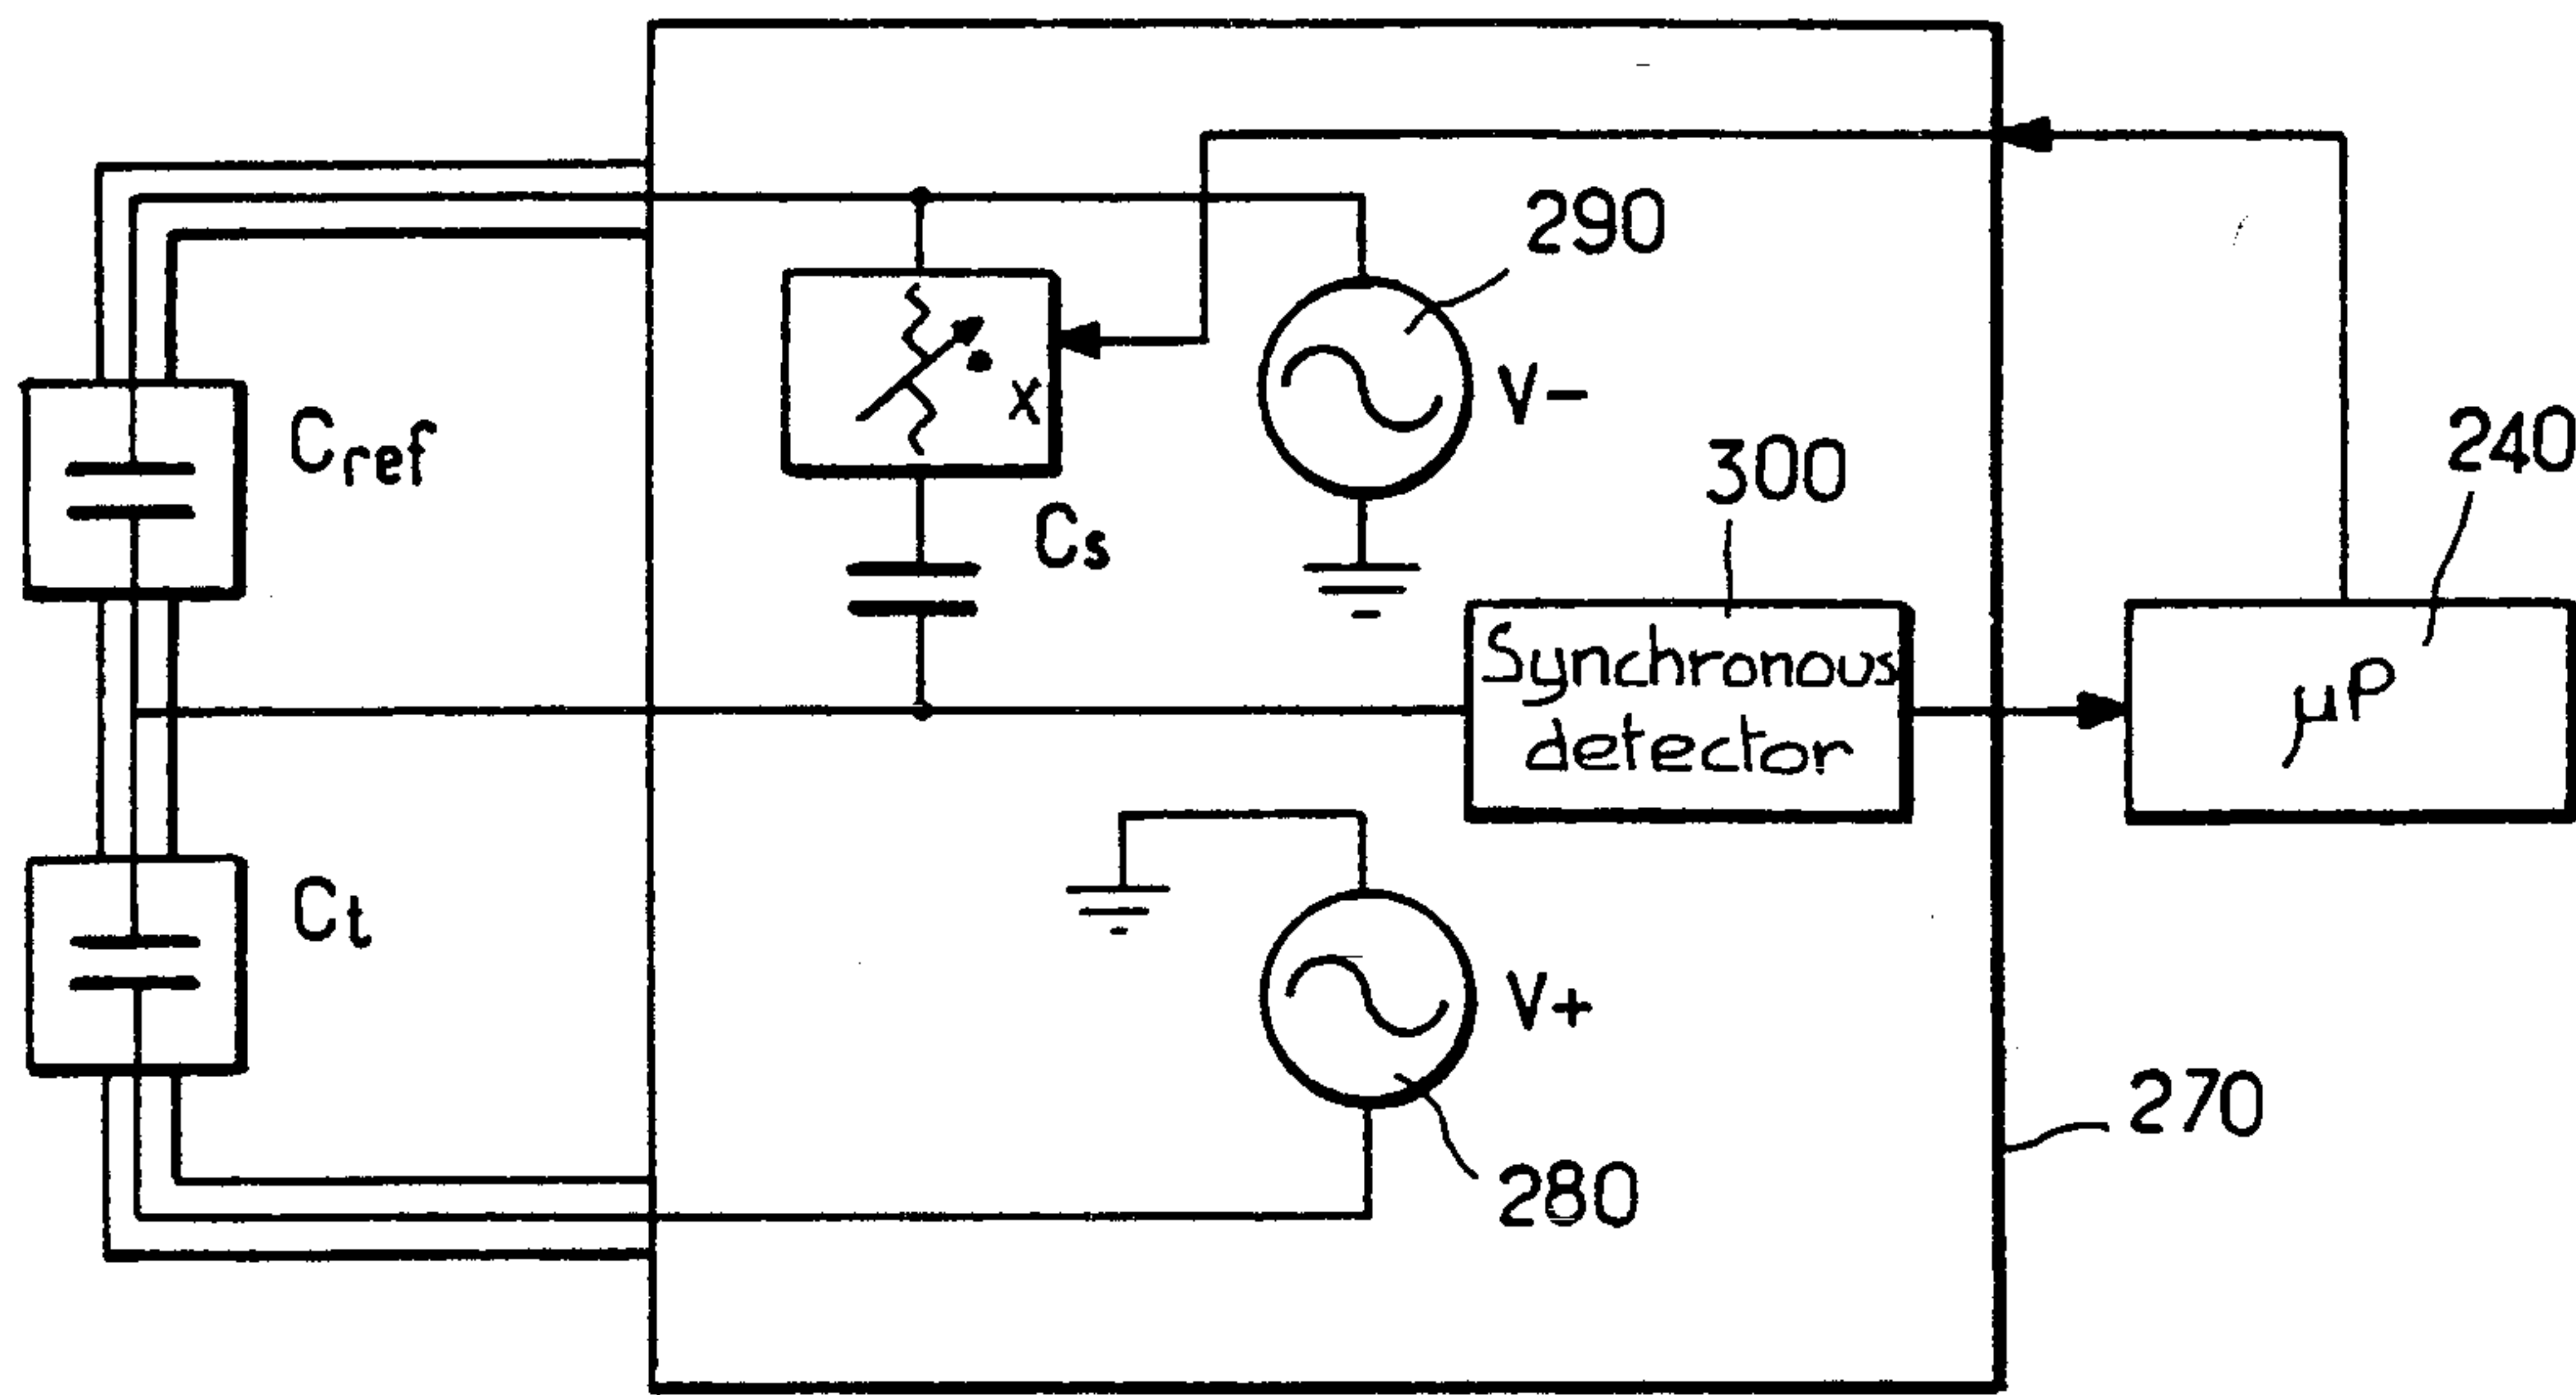 290
Cref
x
V-
240
300
Cs
Synchronous
detector
μP
Ct
V+
270
280